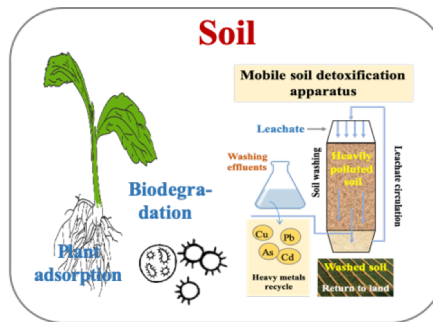 Soil
Mobile soil detoxification
apparatus
Leachate
Washing
effluents
Soil washing
Heavfly
polluted
soil
Leachate circulation
Biodegra-
dation
Plant
adsorption
Cu
Pb
As
Cd
Heavy metals
recycle
Washed soil
Return to land